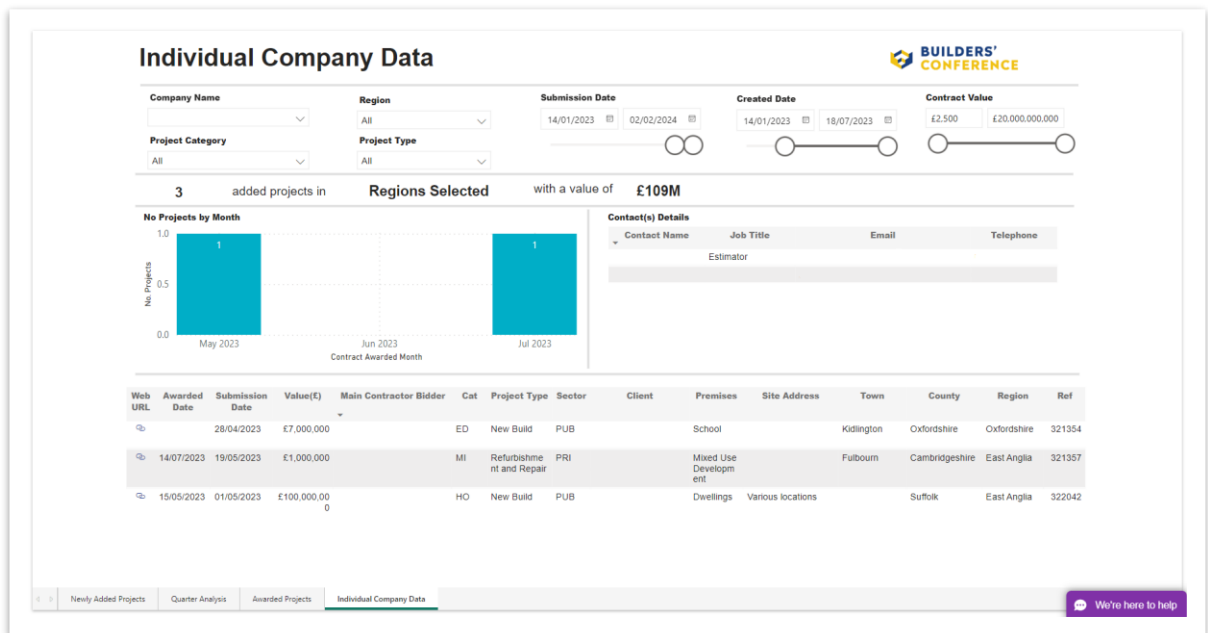 Individual Company Data
BUILDERS'
CONFERENCE
Company Name
Region
All
Submission Date
14/01/2023
02/02/2024
Created Date
14/01/2023
18/07/2023
Contract Value
£2,500
£20,000,000,000
Project Category
All
Project Type
All
3 added projects in Regions Selected with a value of £109M
No Projects by Month
1.0
0.5
0.0
No. Projects
1
1
May 2023
Jun 2023
Jul 2023
Contract Awarded Month
Contact(s) Details
Contact Name Job Title Email Telephone
Estimator
Web URL Awarded Date Submission Date Value(£) Main Contractor Bidder Cat Project Type Sector Client Premises Site Address Town County Region Ref
28/04/2023 £7,000,000 ED New Build PUB School Kidlington Oxfordshire Oxfordshire 321354
14/07/2023 19/05/2023 £1,000,000 MI Refurbishme PRI Mixed Use Fulbourn Cambridgeshire East Anglia 321357
nt and Repair Developm
ent
15/05/2023 01/05/2023 £100,000,00 HO New Build PUB Dwellings Various locations Suffolk East Anglia 322042
0
Newly Added Projects Quarter Analysis Awarded Projects Individual Company Data
We're here to help